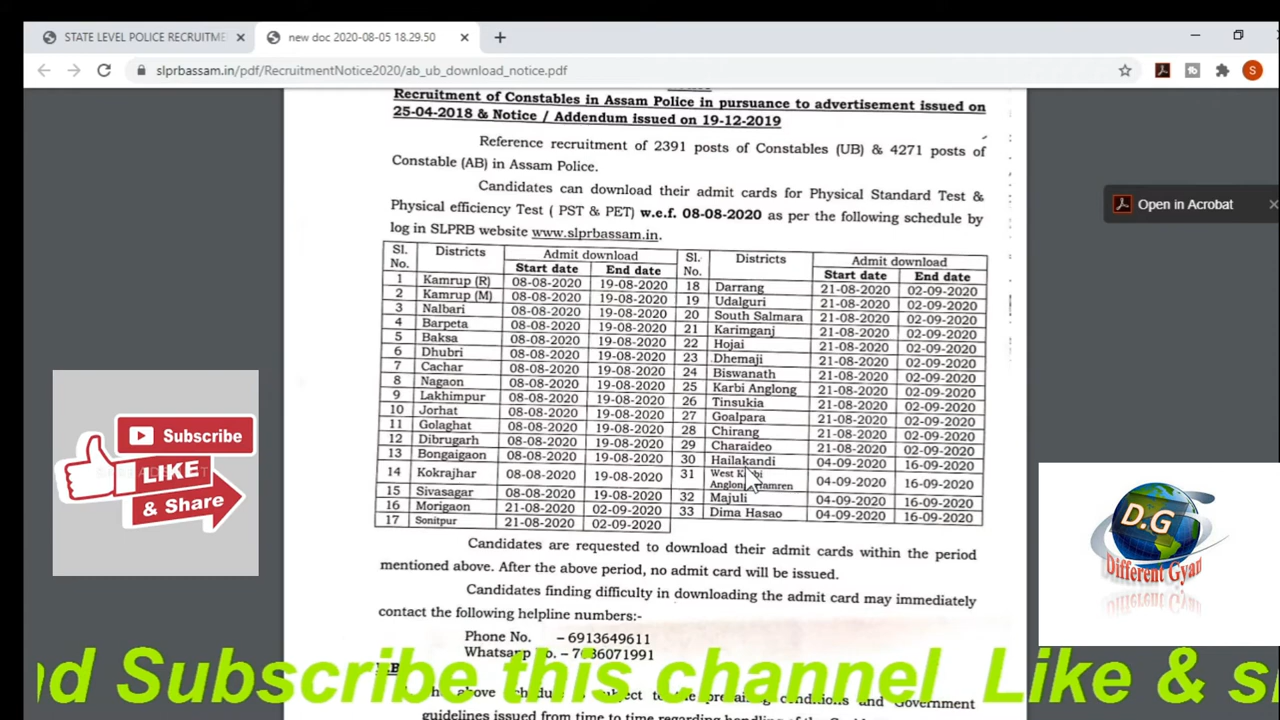 STATE LEVEL POLICE RECRUITME
new doc 2020-08-05 18.29.50
slprbassam.in/pdf/RecruitmentNotice2020/ab_ub_download_notice.pdf
S
Open in Acrobat
Recruitment of Constables in Assam Police in pursuance to advertisement issued on
25-04-2018 & Notice / Addendum issued on 19-12-2019
Reference recruitment of 2391 posts of Constables (UB) & 4271 posts of
Constable (AB) in Assam Police.
Candidates can download their admit cards for Physical Standard Test &
Physical efficiency Test ( PST & PET) w.e.f. 08-08-2020 as per the following schedule by
log in SLPRB website www.slprbassam.in.
Sl. No. Districts Admit download Sl. No. Districts Admit download
Start date End date Start date End date
1 Kamrup (R) 08-08-2020 19-08-2020 18 Darrang 21-08-2020 02-09-2020
2 Kamrup (M) 08-08-2020 19-08-2020 19 Udalguri 21-08-2020 02-09-2020
3 Nalbari 08-08-2020 19-08-2020 20 South Salmara 21-08-2020 02-09-2020
4 Barpeta 08-08-2020 19-08-2020 21 Karimganj 21-08-2020 02-09-2020
5 Baksa 08-08-2020 19-08-2020 22 Hojai 21-08-2020 02-09-2020
6 Dhubri 08-08-2020 19-08-2020 23 Dhemaji 21-08-2020 02-09-2020
7 Cachar 08-08-2020 19-08-2020 24 Biswanath 21-08-2020 02-09-2020
8 Nagaon 08-08-2020 19-08-2020 25 Karbi Anglong 21-08-2020 02-09-2020
9 Lakhimpur 08-08-2020 19-08-2020 26 Tinsukia 21-08-2020 02-09-2020
10 Jorhat 08-08-2020 19-08-2020 27 Goalpara 21-08-2020 02-09-2020
11 Golaghat 08-08-2020 19-08-2020 28 Chirang 21-08-2020 02-09-2020
12 Dibrugarh 08-08-2020 19-08-2020 29 Charaideo 21-08-2020 02-09-2020
13 Bongaigaon 08-08-2020 19-08-2020 30 Hailakandi 04-09-2020 16-09-2020
14 Kokrajhar 08-08-2020 19-08-2020 31 West 04-09-2020 16-09-2020
15 Sivasagar 08-08-2020 19-08-2020 32 Majuli 04-09-2020 16-09-2020
16 Morigaon 21-08-2020 02-09-2020 33 Dima Hasao 04-09-2020 16-09-2020
17 Sonitpur 21-08-2020 02-09-2020
Candidates are requested to download their admit cards within the period
mentioned above. After the above period, no admit card will be issued.
Candidates finding difficulty in downloading the admit card may immediately
contact the following helpline numbers:-
Phone No. – 6913649611
Whatsapp No. –
Subscribe
LIKE
& Share
D.G
Different Gyan
nd Subscribe this channel Like & s
guidelines issued from time to time regarding handling of the